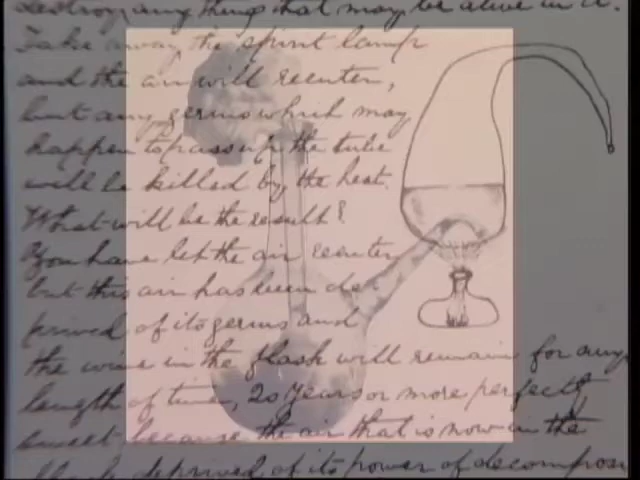 destroy anything that may be alive in it.
Take away the spirit lamp
and the air will reenter,
but any germs which may
happen to pass up the tube
will be killed by the heat.
What will be the result?
You have let the air reenter
but this air has been de-
prived of its germs and
the wine in the flask will remain for any
length of time, 20 years or more perfectly
sweet because the air that is now in the
flask deprived of its power of decomposi